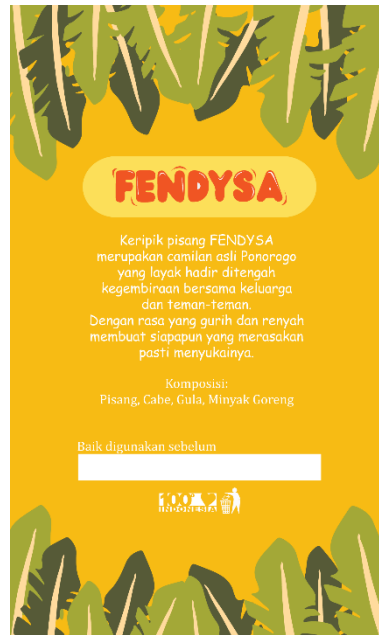 FENDYSA
Keripik pisang FENDYSA
merupakan camilan asli Ponorogo
yang layak hadir ditengah
kegembiraan bersama keluarga
dan teman-teman.
Dengan rasa yang gurih dan renyah
membuat siapapun yang merasakan
pasti menyukainya.
Komposisi:
Pisang, Cabe, Gula, Minyak Goreng
Baik digunakan sebelum
100%
INDONESIA